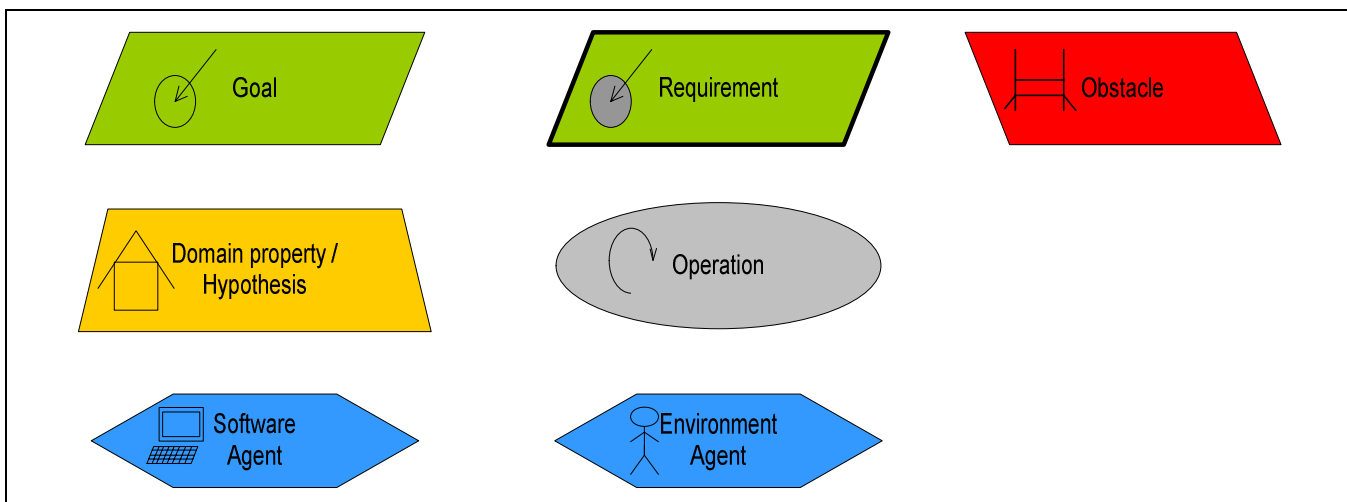 Goal
Requirement
Obstacle
Domain property /
Hypothesis
Operation
Software
Agent
Environment
Agent